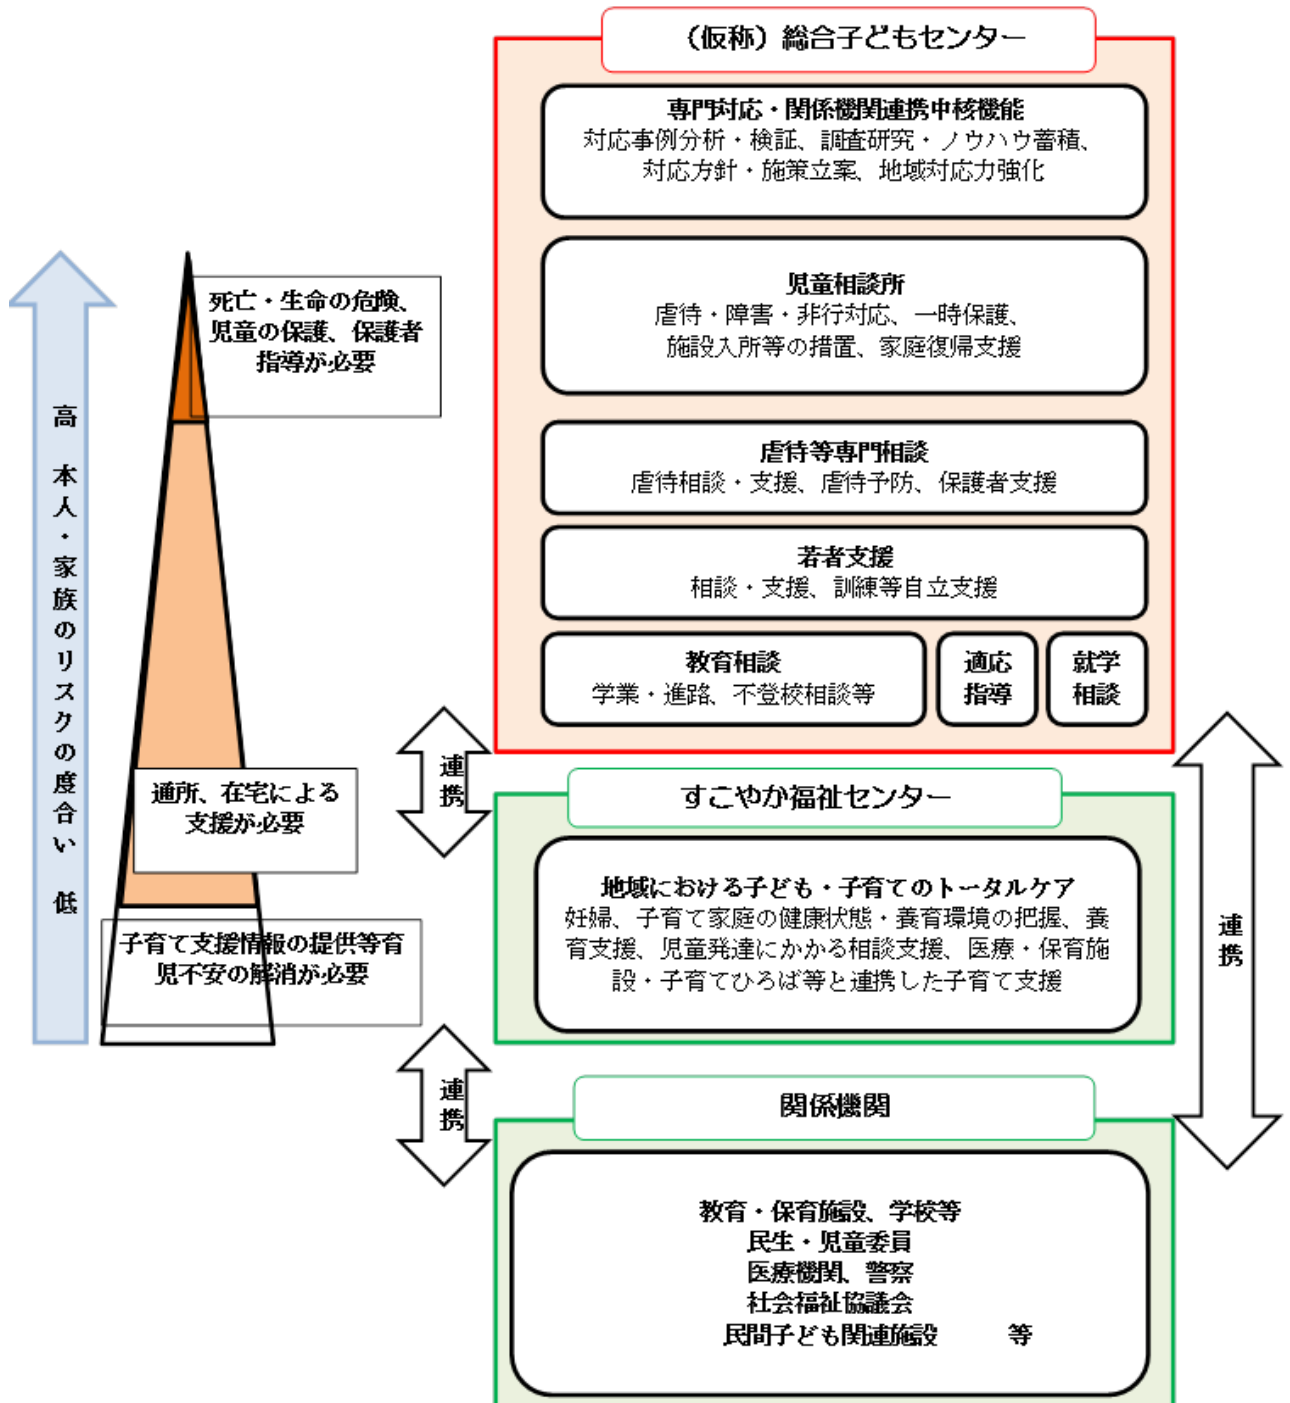 （仮称）総合子どもセンター
専門対応・関係機関連携中核機能
対応事例分析・検証、調査研究・ノウハウ蓄積、
対応方針・施策立案、地域対応力強化
児童相談所
虐待・障害・非行対応、一時保護、
施設入所等の措置、家庭復帰支援
虐待等専門相談
虐待相談・支援、虐待予防、保護者支援
若者支援
相談・支援、訓練等自立支援
教育相談
学業・進路、不登校相談等
適応
指導
就学
相談
高　本人・家族のリスクの度合い　低
死亡・生命の危険、
児童の保護、保護者
指導が必要
通所、在宅による
支援が必要
子育て支援情報の提供等育
児不安の解消が必要
連携
すこやか福祉センター
地域における子ども・子育てのトータルケア
妊婦、子育て家庭の健康状態・養育環境の把握、養
育支援、児童発達にかかる相談支援、医療・保育施
設・子育てひろば等と連携した子育て支援
連携
連携
関係機関
教育・保育施設、学校等
民生・児童委員
医療機関、警察
社会福祉協議会
民間子ども関連施設　　　等